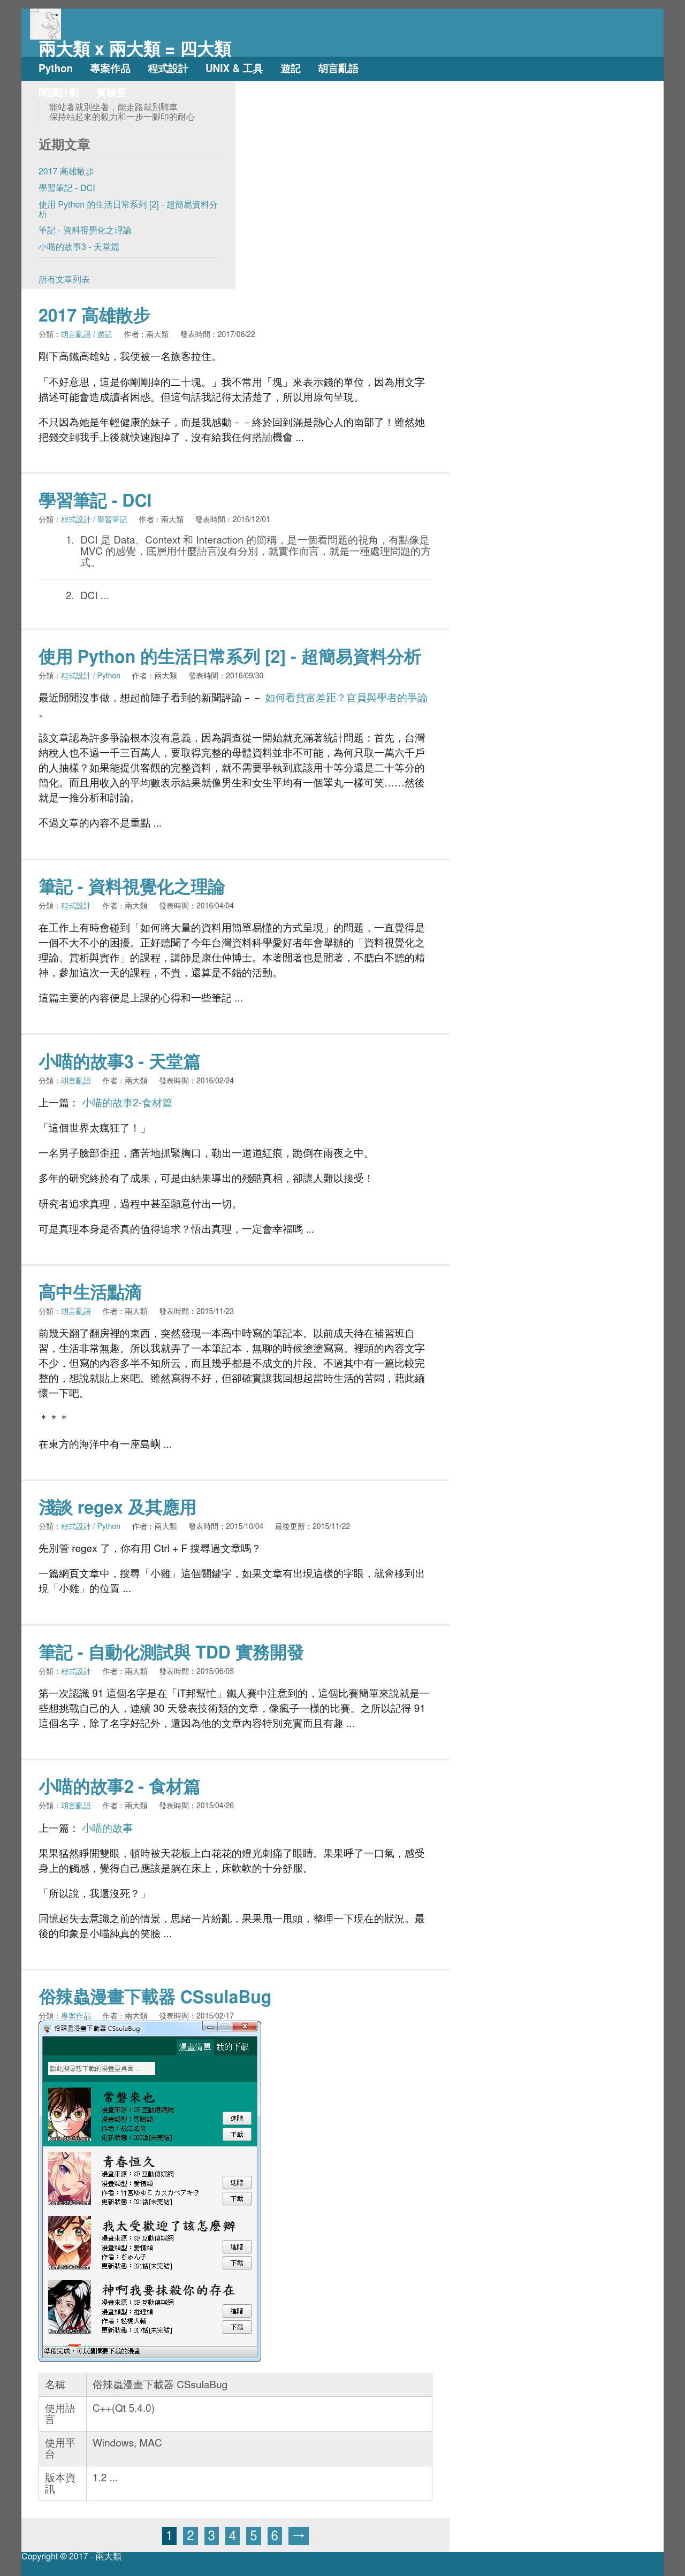 兩大類 x 兩大類 = 四大類
Python 專案作品 程式設計 UNIX & 工具 遊記 胡言亂語
閱讀計劃 實驗室
能站著就別坐著，能走路就別騎車
保持站起來的毅力和一步一腳印的耐心
近期文章
2017 高雄散步
學習筆記 - DCI
使用 Python 的生活日常系列 [2] - 超簡易資料分
析
筆記 - 資料視覺化之理論
小喵的故事3 - 天堂篇
所有文章列表
2017 高雄散步
分類：胡言亂語 / 遊記 作者：兩大類 發表時間：2017/06/22
剛下高鐵高雄站，我便被一名旅客拉住。
「不好意思，這是你剛剛掉的二十塊。」我不常用「塊」來表示錢的單位，因為用文字
描述可能會造成讀者困惑。但這句話我記得太清楚了，所以用原句呈現。
不只因為她是年輕健康的妹子，而是我感動－－終於回到滿是熱心人的南部了！雖然她
把錢交到我手上後就快速跑掉了，沒有給我任何搭訕機會 ...
學習筆記 - DCI
分類：程式設計 / 學習筆記 作者：兩大類 發表時間：2016/12/01
1. DCI 是 Data、Context 和 Interaction 的簡稱，是一個看問題的視角，有點像是
MVC 的感覺，底層用什麼語言沒有分別，就實作而言，就是一種處理問題的方
式。
2. DCI ...
使用 Python 的生活日常系列 [2] - 超簡易資料分析
分類：程式設計 / Python 作者：兩大類 發表時間：2016/09/30
最近閒閒沒事做，想起前陣子看到的新聞評論－－ 如何看貧富差距？官員與學者的爭論
。
該文章認為許多爭論根本沒有意義，因為調查從一開始就充滿著統計問題：首先，台灣
納稅人也不過一千三百萬人，要取得完整的母體資料並非不可能，為何只取一萬六千戶
的人抽樣？如果能提供客觀的完整資料，就不需要爭執到底該用十等分還是二十等分的
簡化。而且用收入的平均數表示結果就像男生和女生平均有一個睪丸一樣可笑……然後
就是一推分析和討論。
不過文章的內容不是重點 ...
筆記 - 資料視覺化之理論
分類：程式設計 作者：兩大類 發表時間：2016/04/04
在工作上有時會碰到「如何將大量的資料用簡單易懂的方式呈現」的問題，一直覺得是
一個不大不小的困擾。正好聽聞了今年台灣資料科學愛好者年會舉辦的「資料視覺化之
理論、賞析與實作」的課程，講師是康仕仲博士。本著閒著也是閒著，不聽白不聽的精
神，參加這次一天的課程，不貴，還算是不錯的活動。
這篇主要的內容便是上課的心得和一些筆記 ...
小喵的故事3 - 天堂篇
分類：胡言亂語 作者：兩大類 發表時間：2016/02/24
上一篇： 小喵的故事2-食材篇
「這個世界太瘋狂了！」
一名男子臉部歪扭，痛苦地抓緊胸口，勒出一道道紅痕，跪倒在雨夜之中。
多年的研究終於有了成果，可是由結果導出的殘酷真相，卻讓人難以接受！
研究者追求真理，過程中甚至願意付出一切。
可是真理本身是否真的值得追求？悟出真理，一定會幸福嗎 ...
高中生活點滴
分類：胡言亂語 作者：兩大類 發表時間：2015/11/23
前幾天翻了翻房裡的東西，突然發現一本高中時寫的筆記本。以前成天待在補習班自
習，生活非常無趣。所以我就弄了一本筆記本，無聊的時候塗塗寫寫。裡頭的內容文字
不少，但寫的內容多半不知所云，而且幾乎都是不成文的片段。不過其中有一篇比較完
整的，想說就貼上來吧。雖然寫得不好，但卻確實讓我回想起當時生活的苦悶，藉此緬
懷一下吧。
＊＊＊
在東方的海洋中有一座島嶼 ...
淺談 regex 及其應用
分類：程式設計 / Python 作者：兩大類 發表時間：2015/10/04 最後更新：2015/11/22
先別管 regex 了，你有用 Ctrl + F 搜尋過文章嗎？
一篇網頁文章中，搜尋「小雞」這個關鍵字，如果文章有出現這樣的字眼，就會移到出
現「小雞」的位置 ...
筆記 - 自動化測試與 TDD 實務開發
分類：程式設計 作者：兩大類 發表時間：2015/06/05
第一次認識 91 這個名字是在「iT邦幫忙」鐵人賽中注意到的，這個比賽簡單來說就是一
些想挑戰自己的人，連續 30 天發表技術類的文章，像瘋子一樣的比賽。之所以記得 91
這個名字，除了名字好記外，還因為他的文章內容特別充實而且有趣 ...
小喵的故事2 - 食材篇
分類：胡言亂語 作者：兩大類 發表時間：2015/04/26
上一篇： 小喵的故事
果果猛然睜開雙眼，頓時被天花板上白花花的燈光刺痛了眼睛。果果呼了一口氣，感受
身上的觸感，覺得自己應該是躺在床上，床軟軟的十分舒服。
「所以說，我還沒死？」
回憶起失去意識之前的情景，思緒一片紛亂，果果甩一甩頭，整理一下現在的狀況。最
後的印象是小喵純真的笑臉 ...
俗辣蟲漫畫下載器 CSsulaBug
分類：專案作品 作者：兩大類 發表時間：2015/02/17
俗辣蟲漫畫下載器 CSsulaBug
漫畫清單 我的下載
常磐來也
漫畫來源：SF互動傳媒網
漫畫類型：冒險類
作者：松江名俊
進階
下載
青春恒久
漫畫來源：SF互動傳媒網
漫畫類型：愛情類
作者：竹宮ゆゆこ カスカベアキラ
更新狀態：021話[未完結]
進階
下載
我太受歡迎了該怎麼辦
漫畫來源：SF互動傳媒網
漫畫類型：愛情類
作者：ぢゅん子
更新狀態：021話[未完結]
進階
下載
神啊我要抹殺你的存在
漫畫來源：SF互動傳媒網
漫畫類型：推理類
作者：松橋犬輔
更新狀態：017話[未完結]
進階
下載
準備完成，可以選擇要下載的漫畫
名稱 俗辣蟲漫畫下載器 CSsulaBug
使用語
言 C++(Qt 5.4.0)
使用平
台 Windows, MAC
版本資
訊 1.2 ...
1 2 3 4 5 6 →
Copyright © 2017 - 兩大類